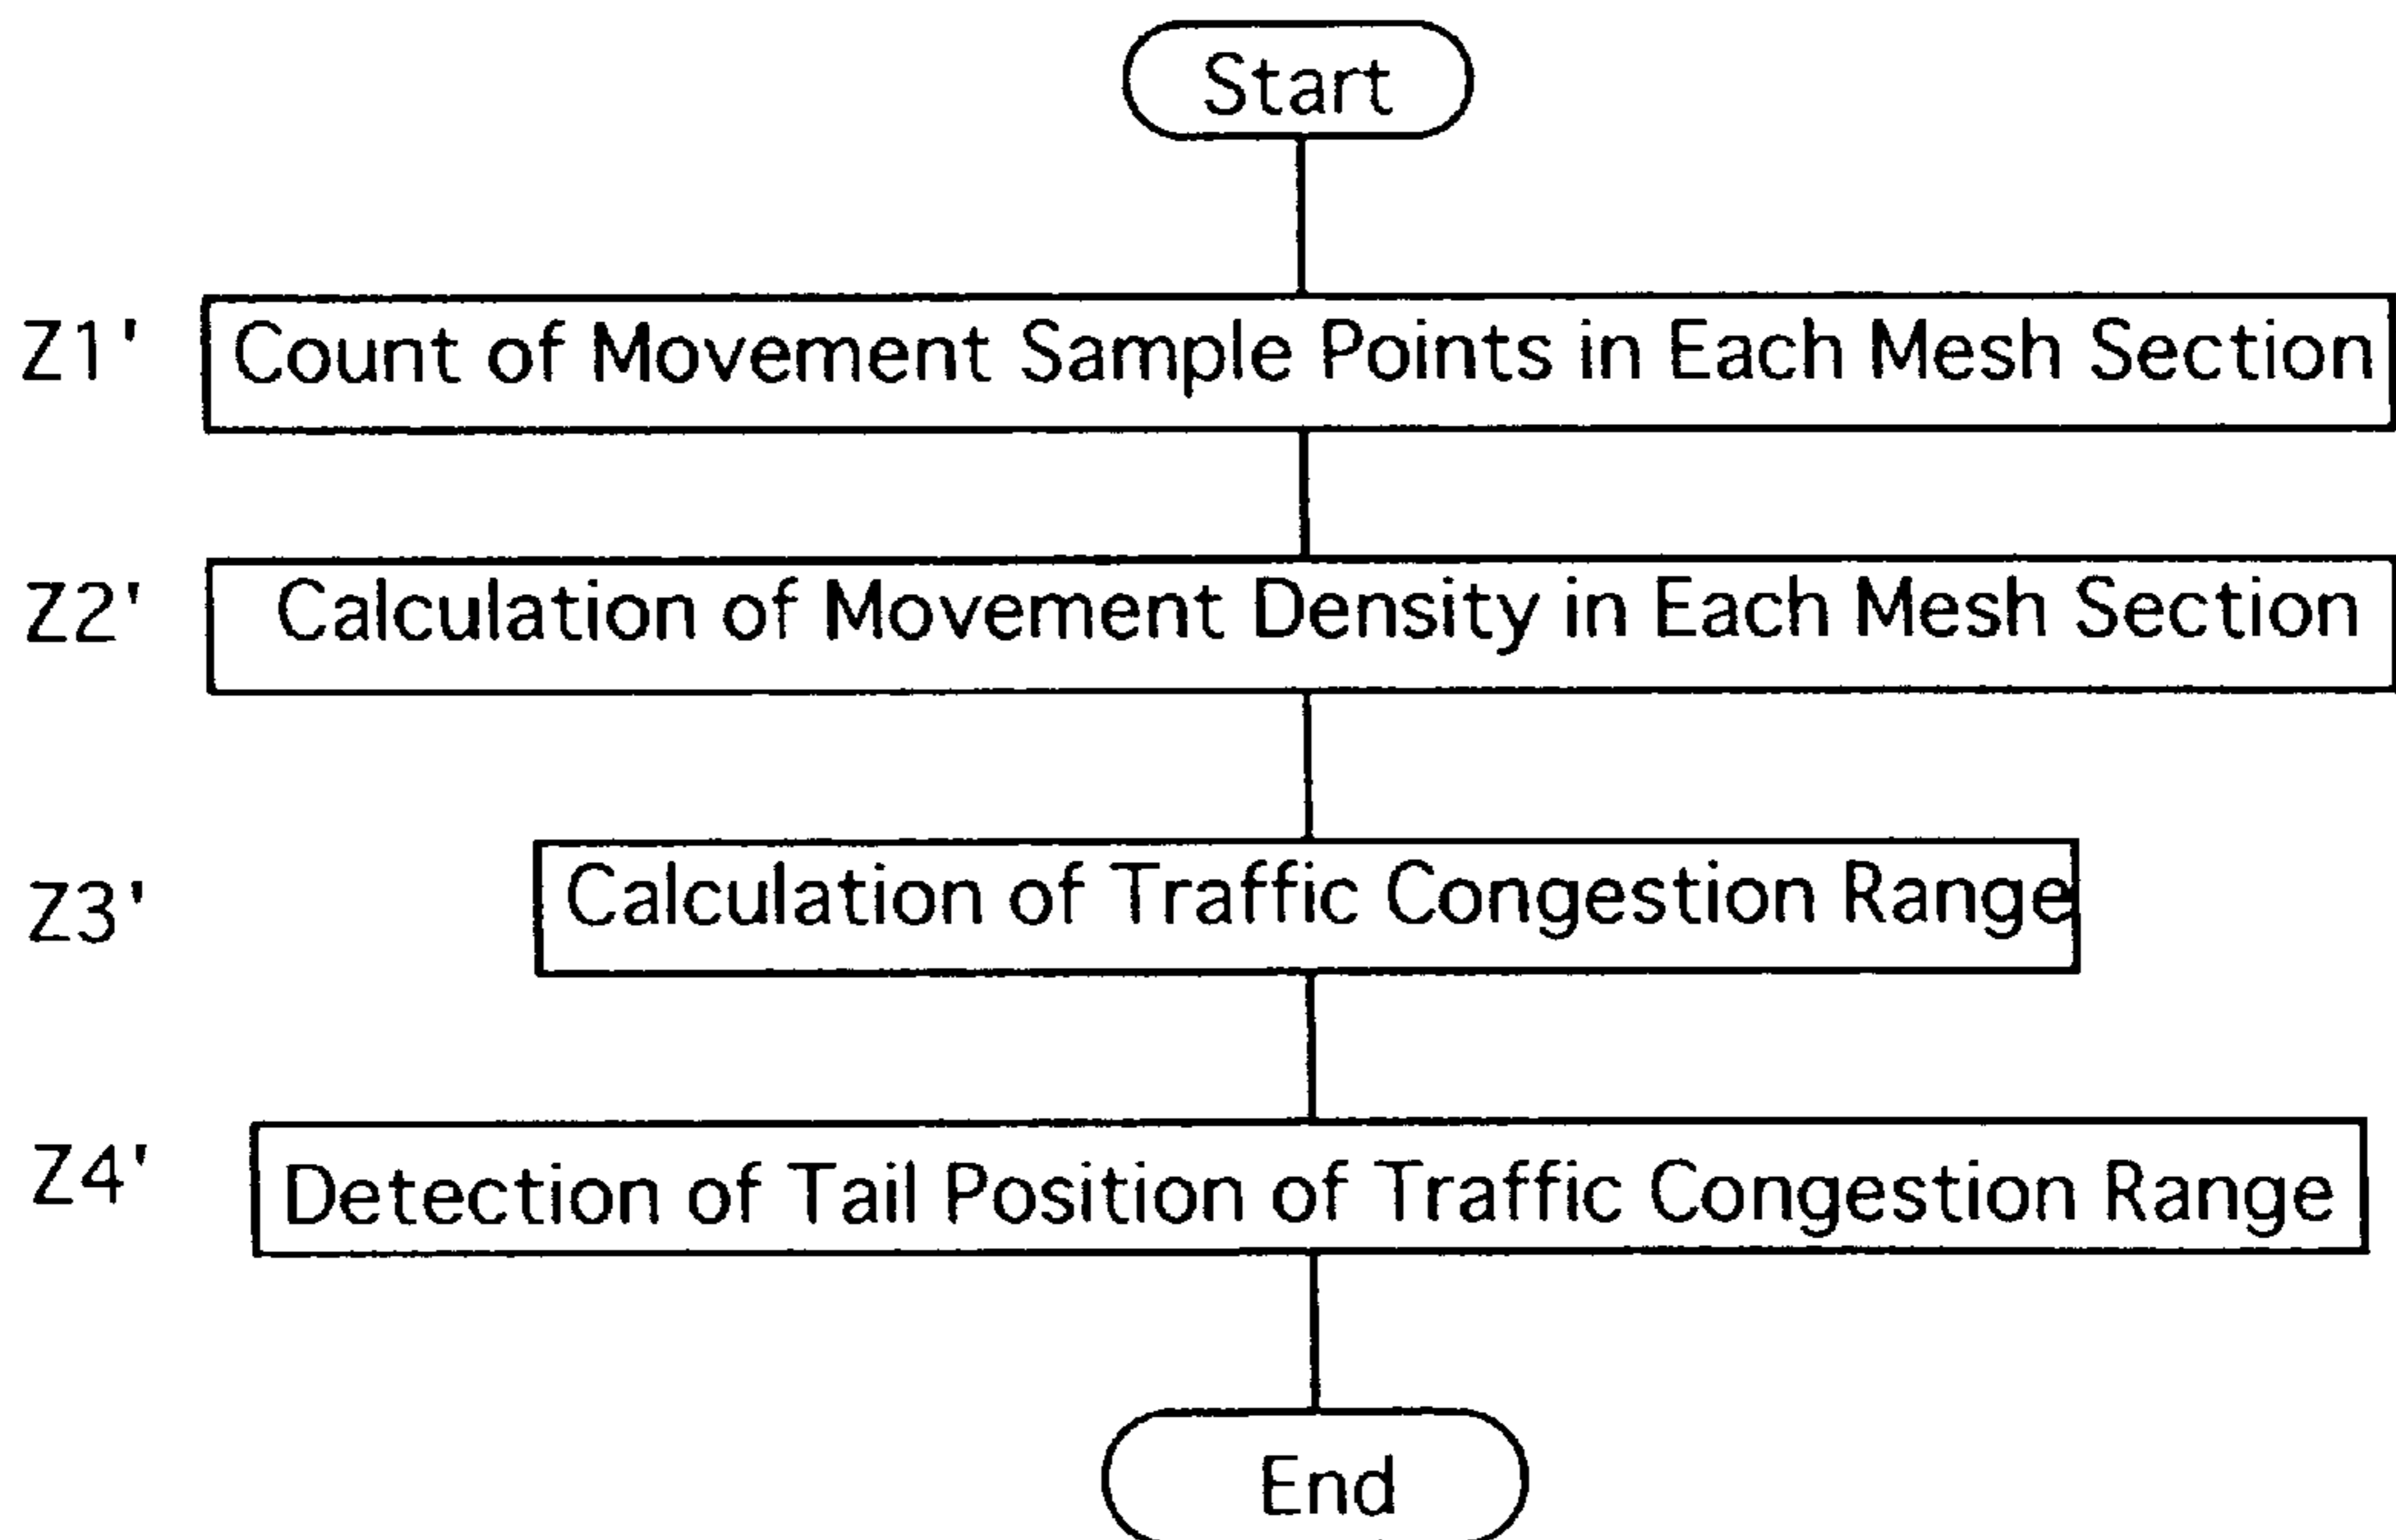 Start
Z1' Count of Movement Sample Points in Each Mesh Section
Z2' Calculation of Movement Density in Each Mesh Section
Z3' Calculation of Traffic Congestion Range
Z4' Detection of Tail Position of Traffic Congestion Range
End